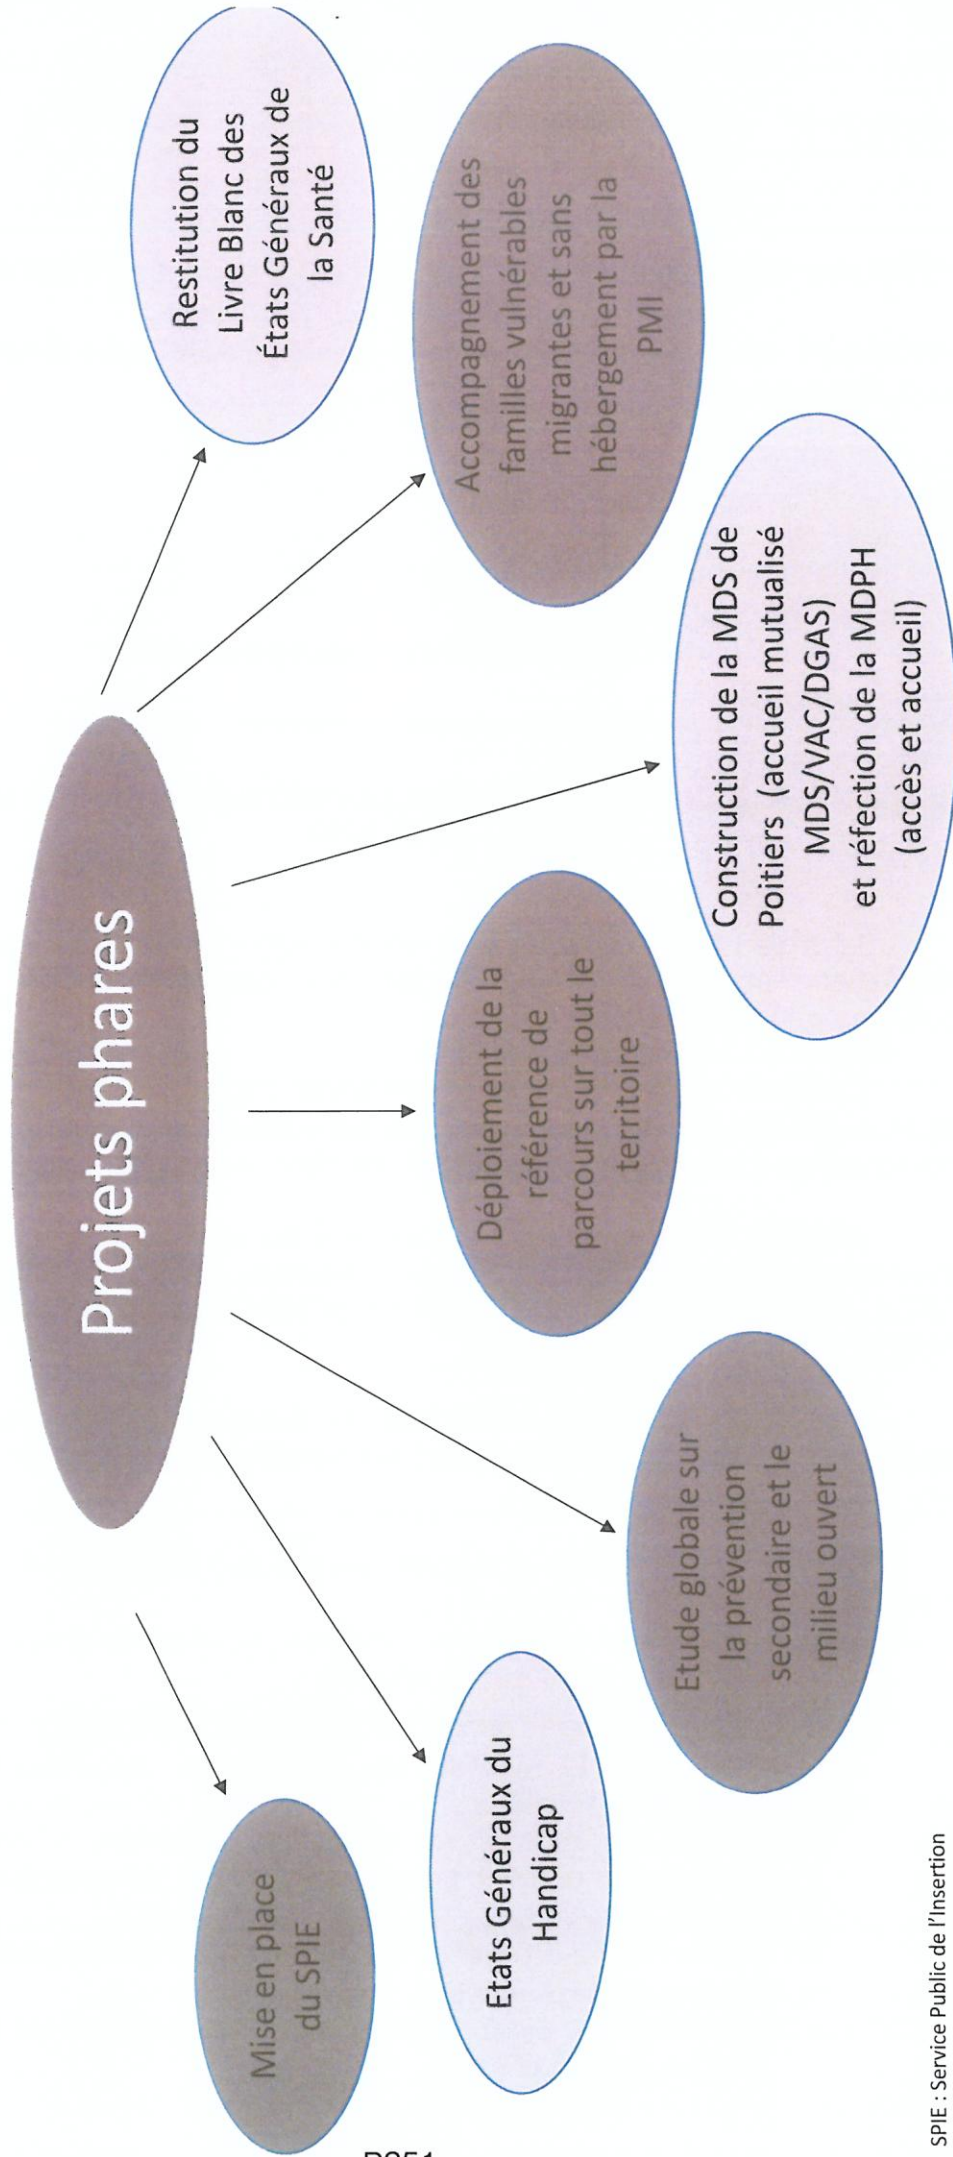 Projets phares
Mise en place
du SPIE
Etats Généraux du
Handicap
Etude globale sur
la prévention
secondaire et le
milieu ouvert
Déploiement de la
référence de
parcours sur tout le
territoire
Construction de la MDS de
Poitiers (accueil mutualisé
MDS/VAC/DGAS)
et réfection de la MDPH
(accès et accueil)
Accompagnement des
familles vulnérables
migrantes et sans
hébergement par la
PMI
Restitution du
Livre Blanc des
États Généraux de
la Santé
SPIE : Service Public de l'Insertion